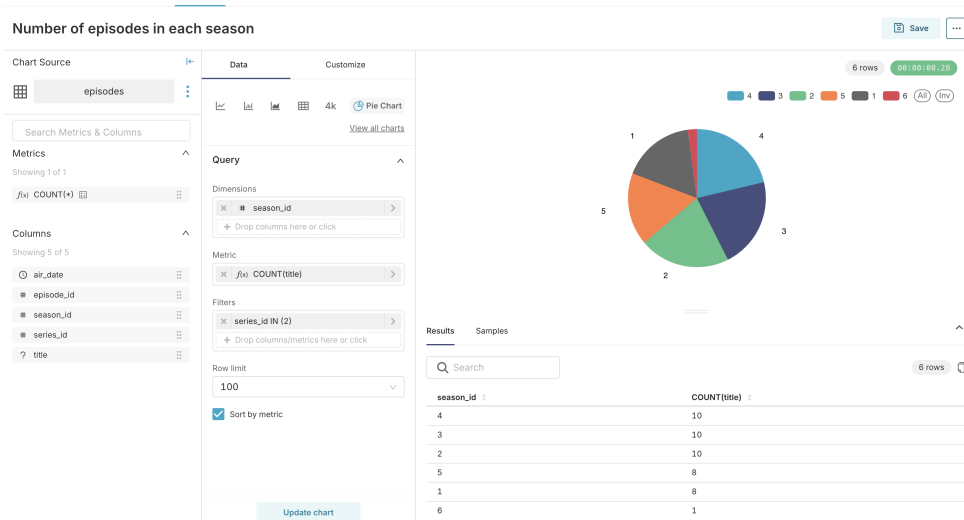 Number of episodes in each season
Save
...
Chart Source
episodes
Search Metrics & Columns
Metrics
Showing 1 of 1
f(x) COUNT(*)
Columns
Showing 5 of 5
air_date
# episode_id
# season_id
# series_id
? title
Data
Customize
4k
Pie Chart
View all charts
Query
Dimensions
# season_id
+ Drop columns here or click
Metric
f(x) COUNT(title)
Filters
series_id IN (2)
+ Drop columns/metrics here or click
Row limit
100
Sort by metric
Update chart
6 rows
00:00:00.28
4 3 2 5 1 6 All Inv
1
4
5
3
2
Results
Samples
Search
6 rows
season_id COUNT(title)
4 10
3 10
2 10
5 8
1 8
6 1